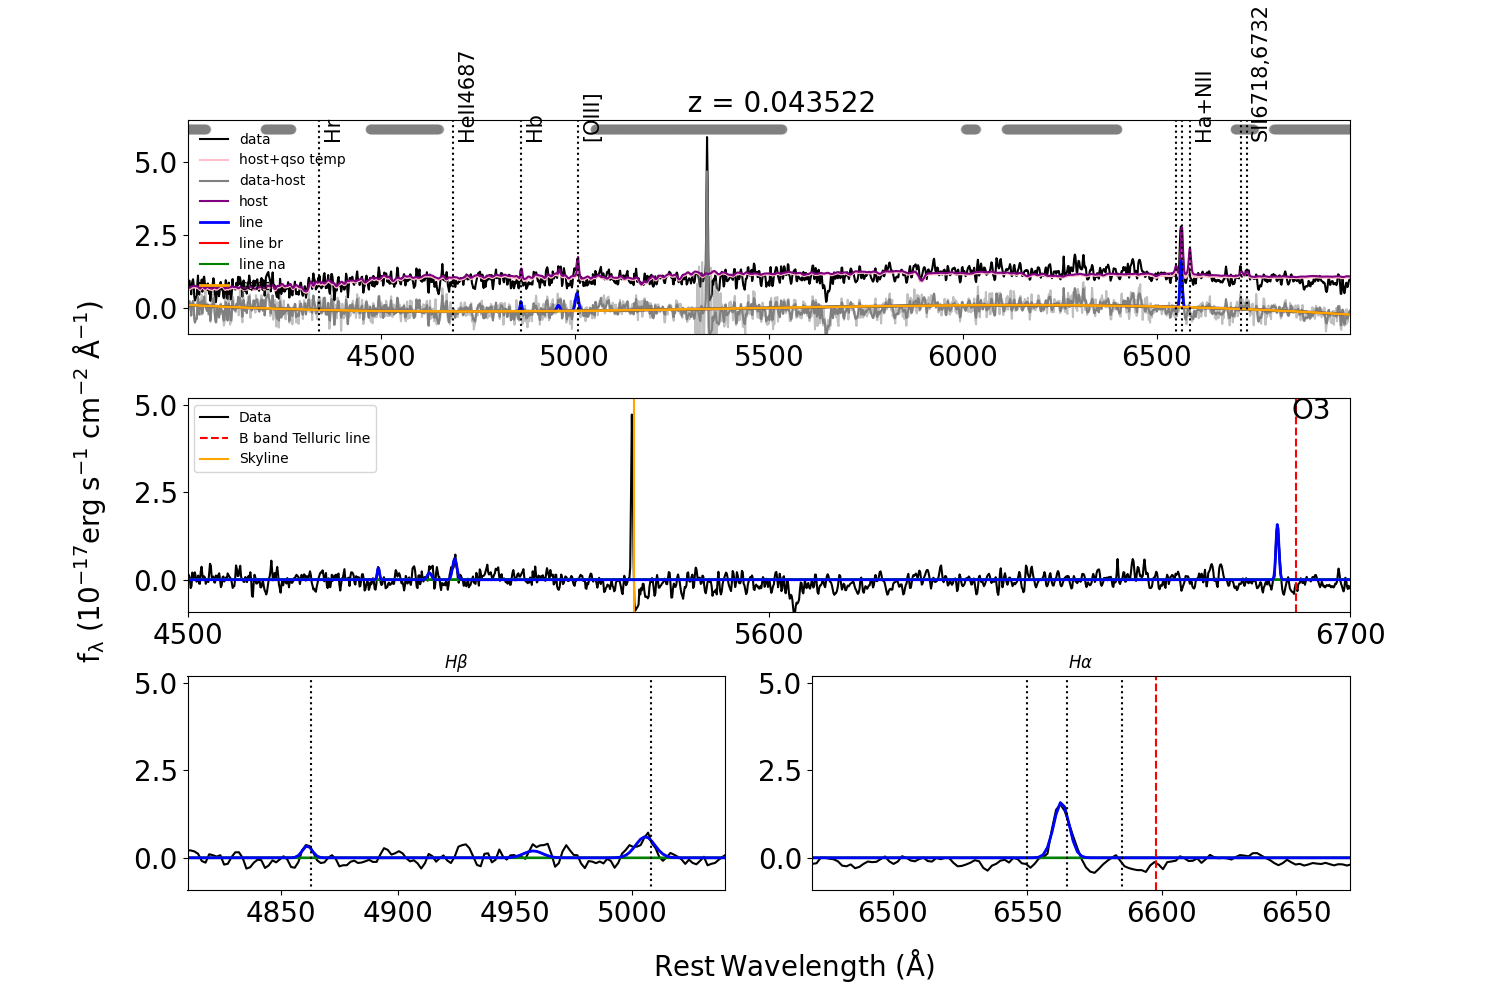 z = 0.043522
Hr
HeII4687
Hb
[OIII]
Ha+NII
SII6718,6732
data
host+qso temp
data-host
host
line
line br
line na
5.0
2.5
0.0
4500 5000 5500 6000 6500
f_λ (10^−17 erg s^−1 cm^−2 Å^−1)
5.0
2.5
0.0
Data
B band Telluric line
Skyline
O3
4500 5600 6700
Hβ
5.0
2.5
0.0
4850 4900 4950 5000
Hα
5.0
2.5
0.0
6500 6550 6600 6650
Rest Wavelength (Å)